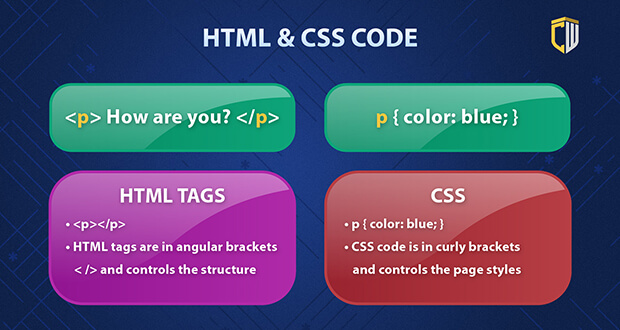 HTML & CSS CODE
CW
<p> How are you? </p>
p { color: blue; }
HTML TAGS
• <p></p>
• HTML tags are in angular brackets
< /> and controls the structure
CSS
• p { color: blue; }
• CSS code is in curly brackets
and controls the page styles